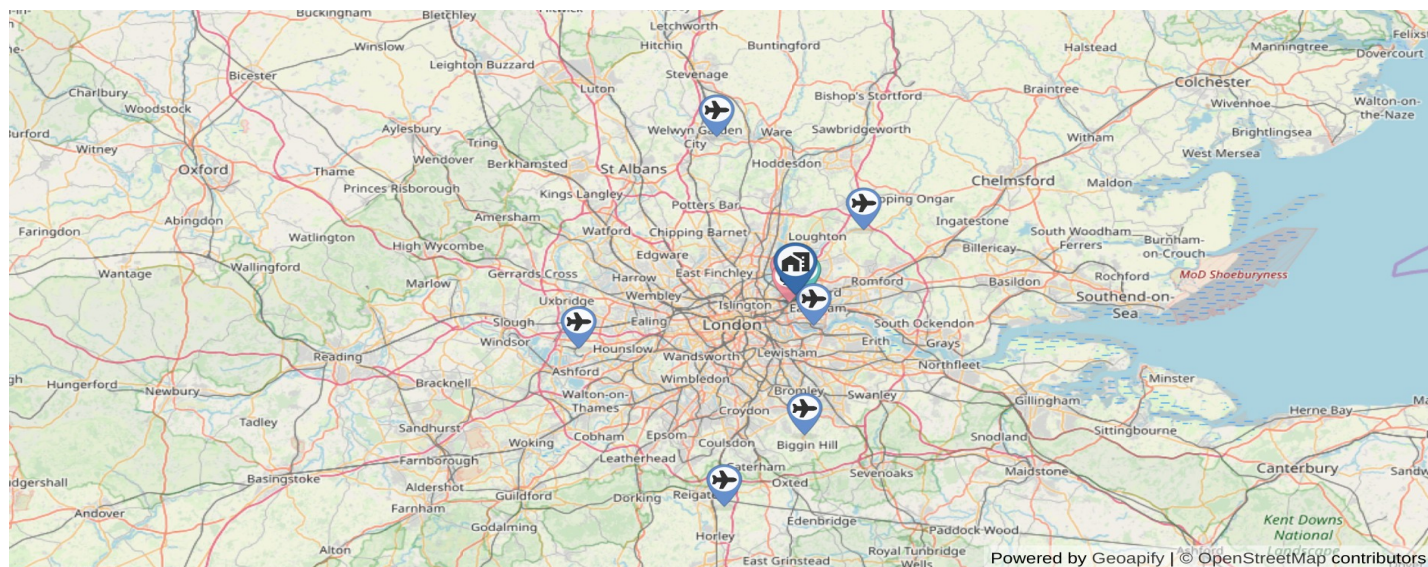 Buckingham
Bletchley
Letchworth
Winslow
Hitchin
Buntingford
Halstead
Manningtree
Dovercourt
Leighton Buzzard
Bicester
Stevenage
Colchester
Charlbury
Luton
Braintree
Bishop's Stortford
Woodstock
Wivenhoe
Walton-on-
the-Naze
Aylesbury
Welwyn Garden
City
Ware
Sawbridgeworth
Witham
Brightlingsea
Witney
Tring
Wendover
Berkhamsted
Hoddesdon
West Mersea
Oxford
Thame
St Albans
Chelmsford
Maldon
Princes Risborough
Kings Langley
Potters Bar
Abingdon
Amersham
Ingatestone
Faringdon
Watlington
Watford
Chipping Barnet
Loughton
South Woodham
Ferrers
Burnham-
on-Crouch
High Wycombe
Billericay
Edgware
Wantage
Wallingford
Gerrards Cross
Harrow
East Finchley
Romford
Basildon
Rochford
MoD Shoeburyness
Marlow
Uxbridge
Wembley
Islington
Southend-on-
Sea
Slough
Ealing
London
South Ockendon
Windsor
Hounslow
Erith
Grays
Reading
Wandsworth
Lewisham
Northfleet
Ashford
Wimbledon
Hungerford
Newbury
Bracknell
Bromley
Swanley
Minster
Walton-on-
Thames
Gillingham
Croydon
Herne Bay
Tadley
Sandhurst
Woking
Cobham
Epsom
Coulsdon
Biggin Hill
Snodland
Sittingbourne
Farnborough
Leatherhead
Basingstoke
Sevenoaks
Maidstone
Canterbury
Aldershot
Guildford
Dorking
Oxted
Andover
Farnham
Godalming
Edenbridge
Paddock Wood
Kent Downs
National
Landscape
Horley
Alton
Royal Tunbridge
Wells
Ashford
East Grinstead
Powered by Geoapify | © OpenStreetMap contributors